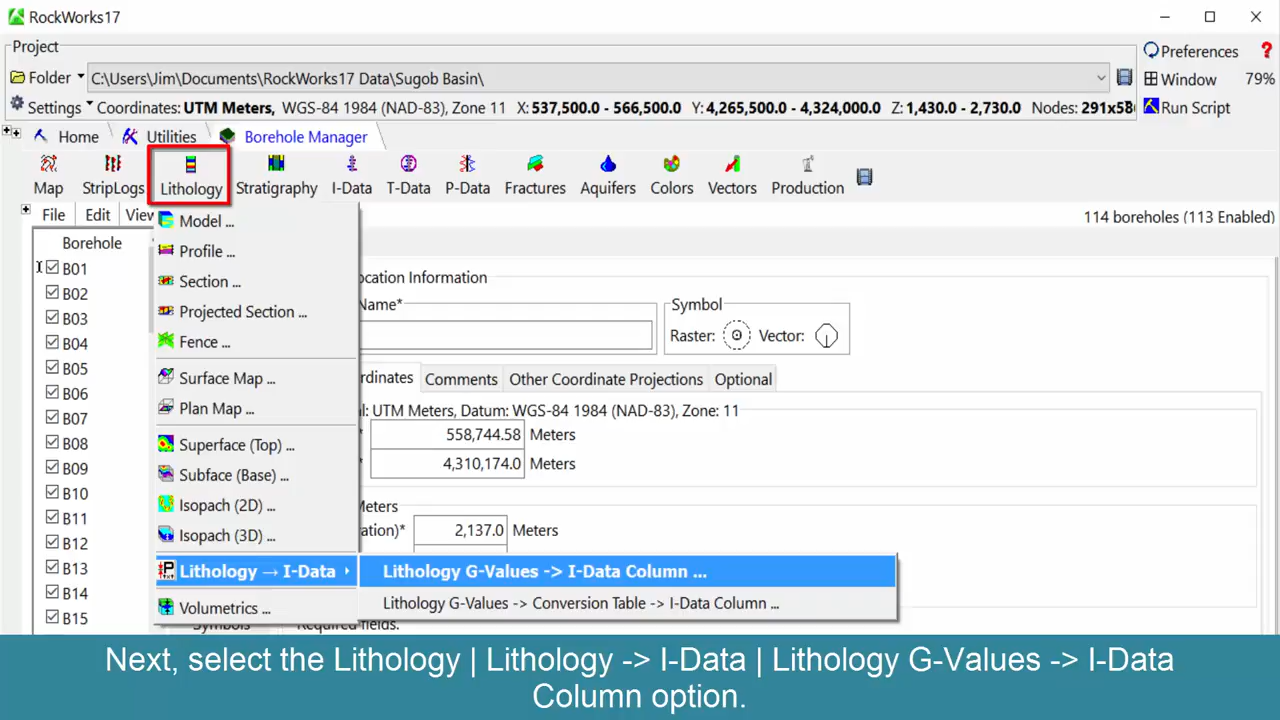 RockWorks17
Project
Folder C:\Users\Jim\Documents\RockWorks17 Data\Sugob Basin\
Preferences ?
Window 79%
Settings Coordinates: UTM Meters, WGS-84 1984 (NAD-83), Zone 11 X: 537,500.0 - 566,500.0 Y: 4,265,500.0 - 4,324,000.0 Z: 1,430.0 - 2,730.0 Nodes: 291x58
Run Script
Home Utilities Borehole Manager
Map StripLogs Lithology Stratigraphy I-Data T-Data P-Data Fractures Aquifers Colors Vectors Production
File Edit View
114 boreholes (113 Enabled)
Borehole
B01
B02
B03
B04
B05
B06
B07
B08
B09
B10
B11
B12
B13
B14
B15
Model ...
Profile ...
Section ...
Projected Section ...
Fence ...
Surface Map ...
Plan Map ...
Superface (Top) ...
Subface (Base) ...
Isopach (2D) ...
Isopach (3D) ...
Lithology → I-Data
Volumetrics ...
Symbols
Lithology G-Values -> I-Data Column ...
Lithology G-Values -> Conversion Table -> I-Data Column ...
ocation Information
Name*
Symbol
Raster: Vector:
rdinates Comments Other Coordinate Projections Optional
l: UTM Meters, Datum: WGS-84 1984 (NAD-83), Zone: 11
* 558,744.58 Meters
* 4,310,174.0 Meters
Meters
ation)* 2,137.0 Meters
Required fields.
Next, select the Lithology | Lithology -> I-Data | Lithology G-Values -> I-Data
Column option.